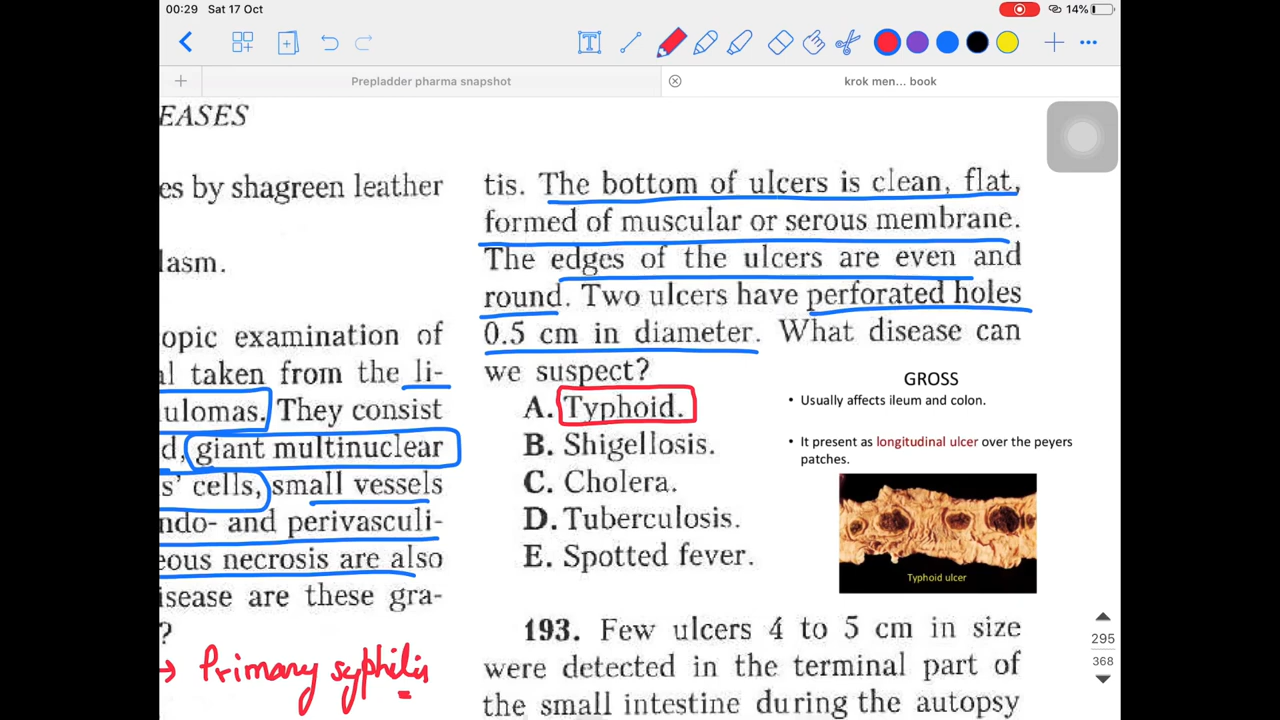 00:29 Sat 17 Oct
14%
Prepladder pharma snapshot
krok men... book
EASES
es by shagreen leather
lasm.
opic examination of
al taken from the li-
ulomas. They consist
d, giant multinuclear
s' cells, small vessels
ndo- and perivasculi-
eous necrosis are also
isease are these gra-
?
→ Primary syphilis
tis. The bottom of ulcers is clean, flat,
formed of muscular or serous membrane.
The edges of the ulcers are even and
round. Two ulcers have perforated holes
0.5 cm in diameter. What disease can
we suspect?
A. Typhoid.
B. Shigellosis.
C. Cholera.
D. Tuberculosis.
E. Spotted fever.
193. Few ulcers 4 to 5 cm in size
were detected in the terminal part of
the small intestine during the autopsy
GROSS
• Usually affects ileum and colon.
• It present as longitudinal ulcer over the peyers
patches.
Typhoid ulcer
295
368